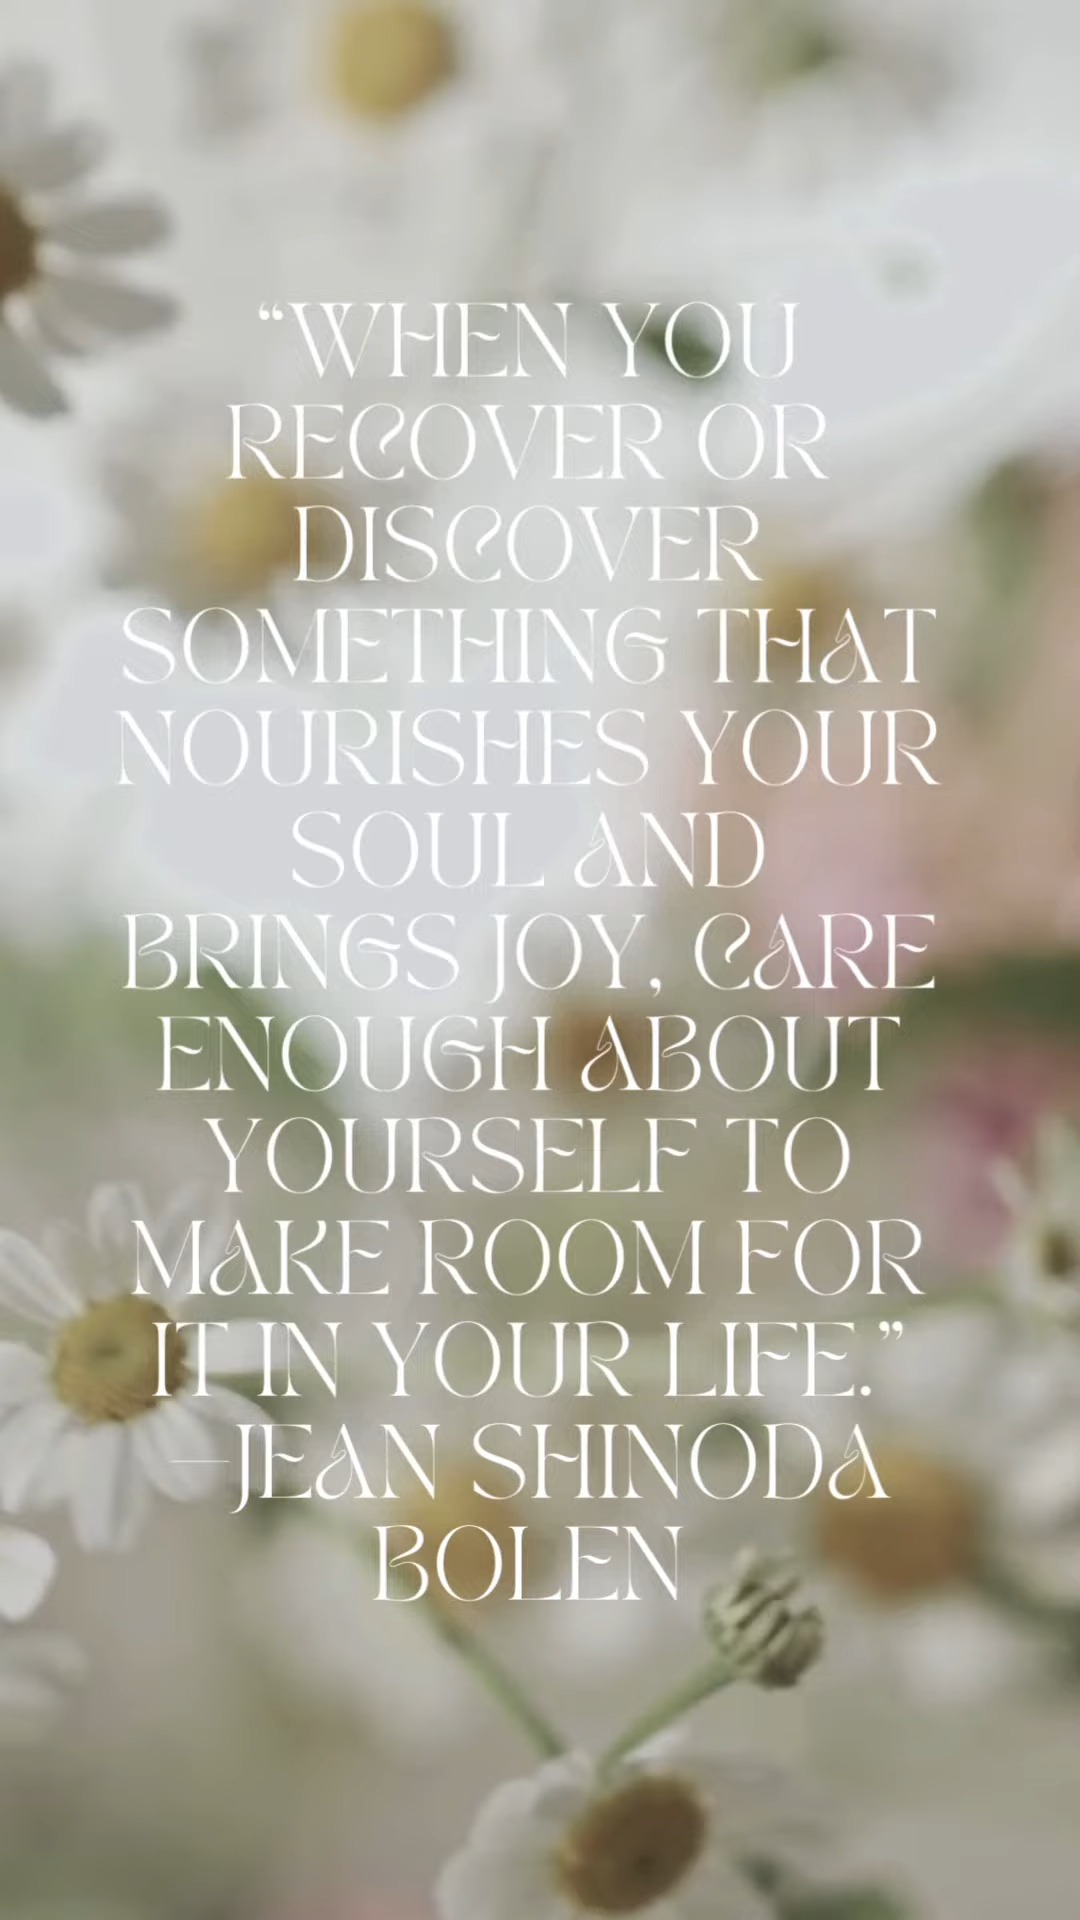 “WHEN YOU
RECOVER OR
DISCOVER
SOMETHING THAT
NOURISHES YOUR
SOUL AND
BRINGS JOY, CARE
ENOUGH ABOUT
YOURSELF TO
MAKE ROOM FOR
IT IN YOUR LIFE.”
—JEAN SHINODA
BOLEN